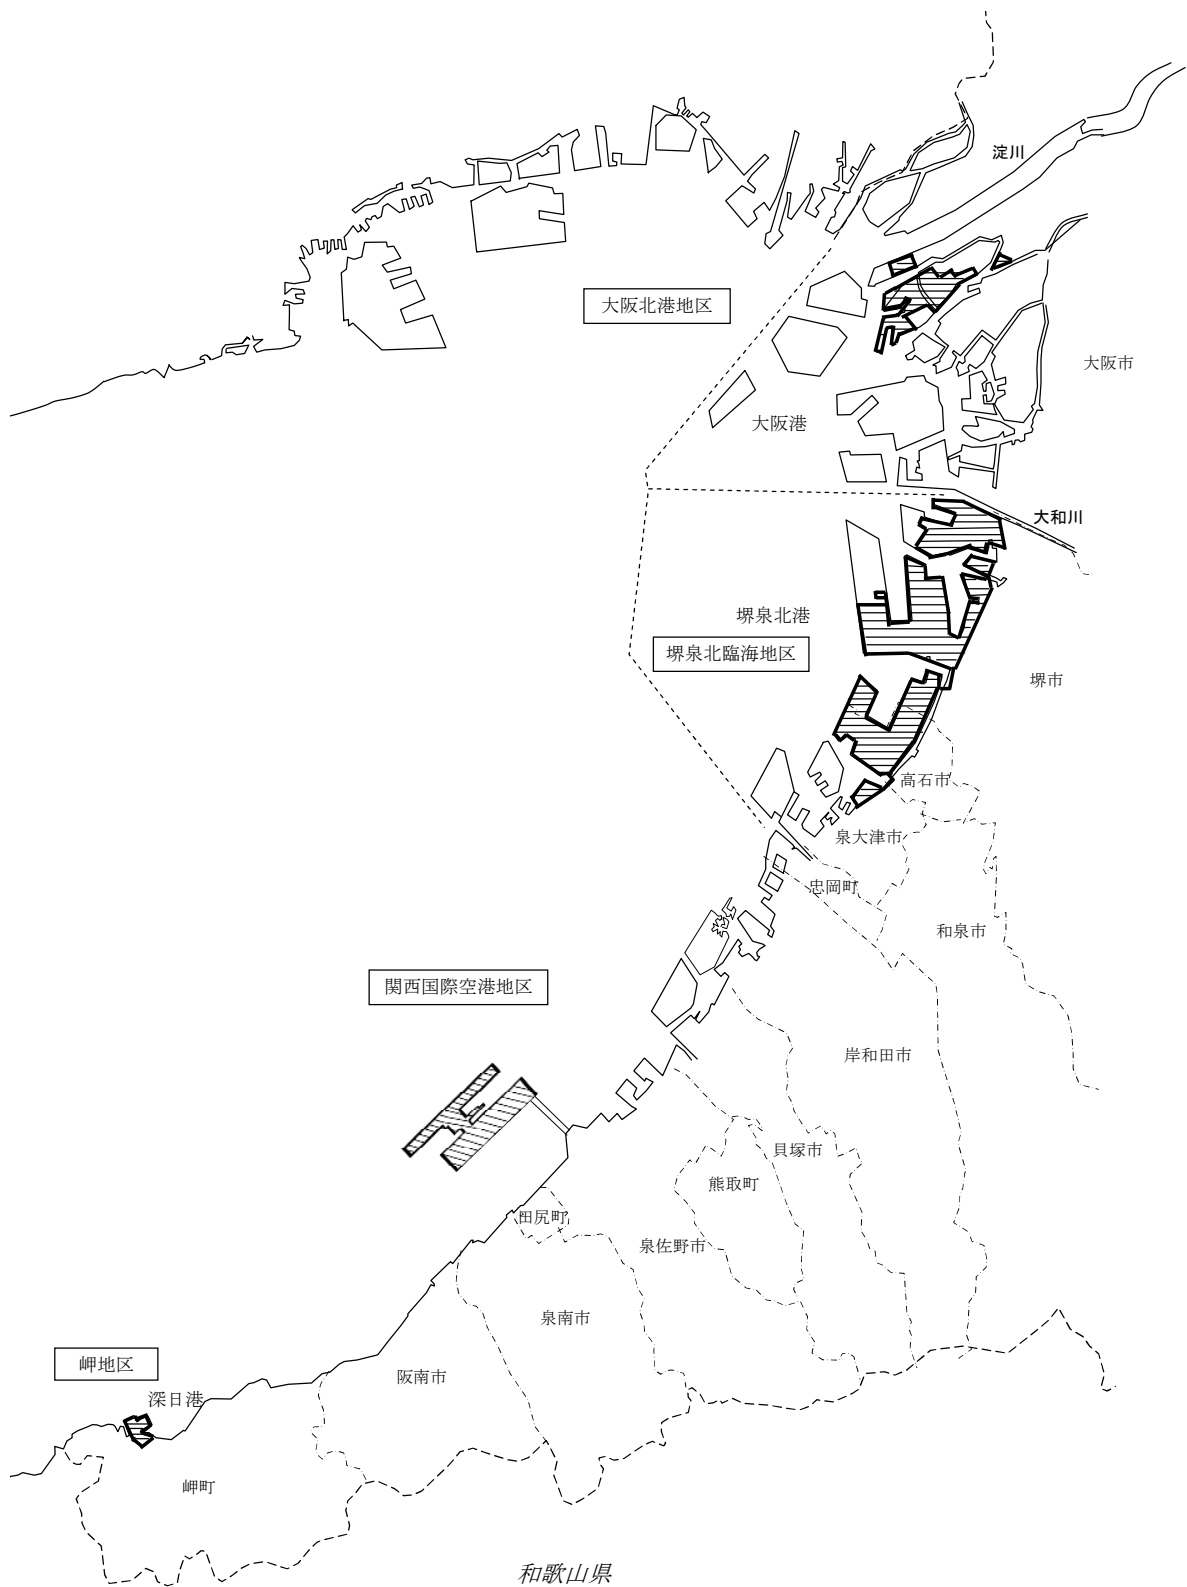 淀川
大阪北港地区
大阪市
大阪港
大和川
堺泉北港
堺泉北臨海地区
堺市
高石市
泉大津市
忠岡町
和泉市
関西国際空港地区
岸和田市
貝塚市
熊取町
田尻町
泉佐野市
泉南市
岬地区
阪南市
深日港
岬町
和歌山県